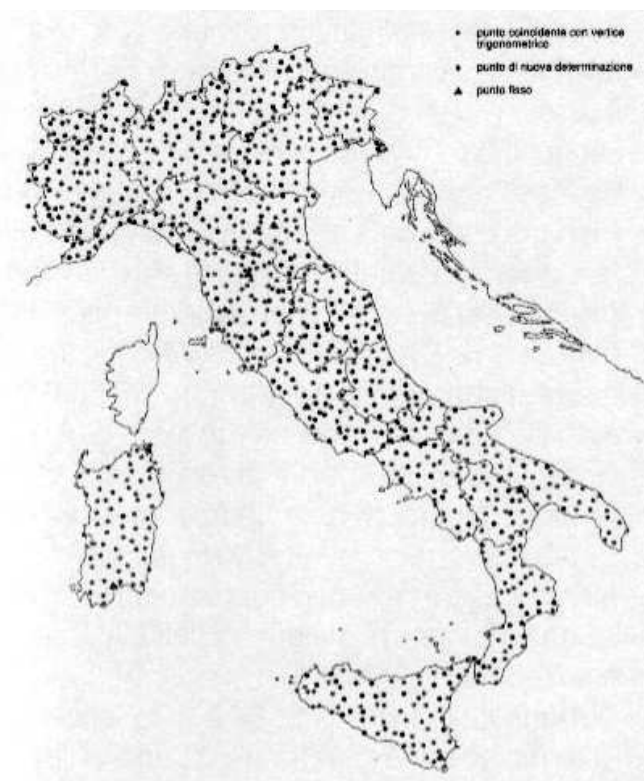 punto coincidente con vertice
trigonometrico
punto di nuova determinazione
punto fisso